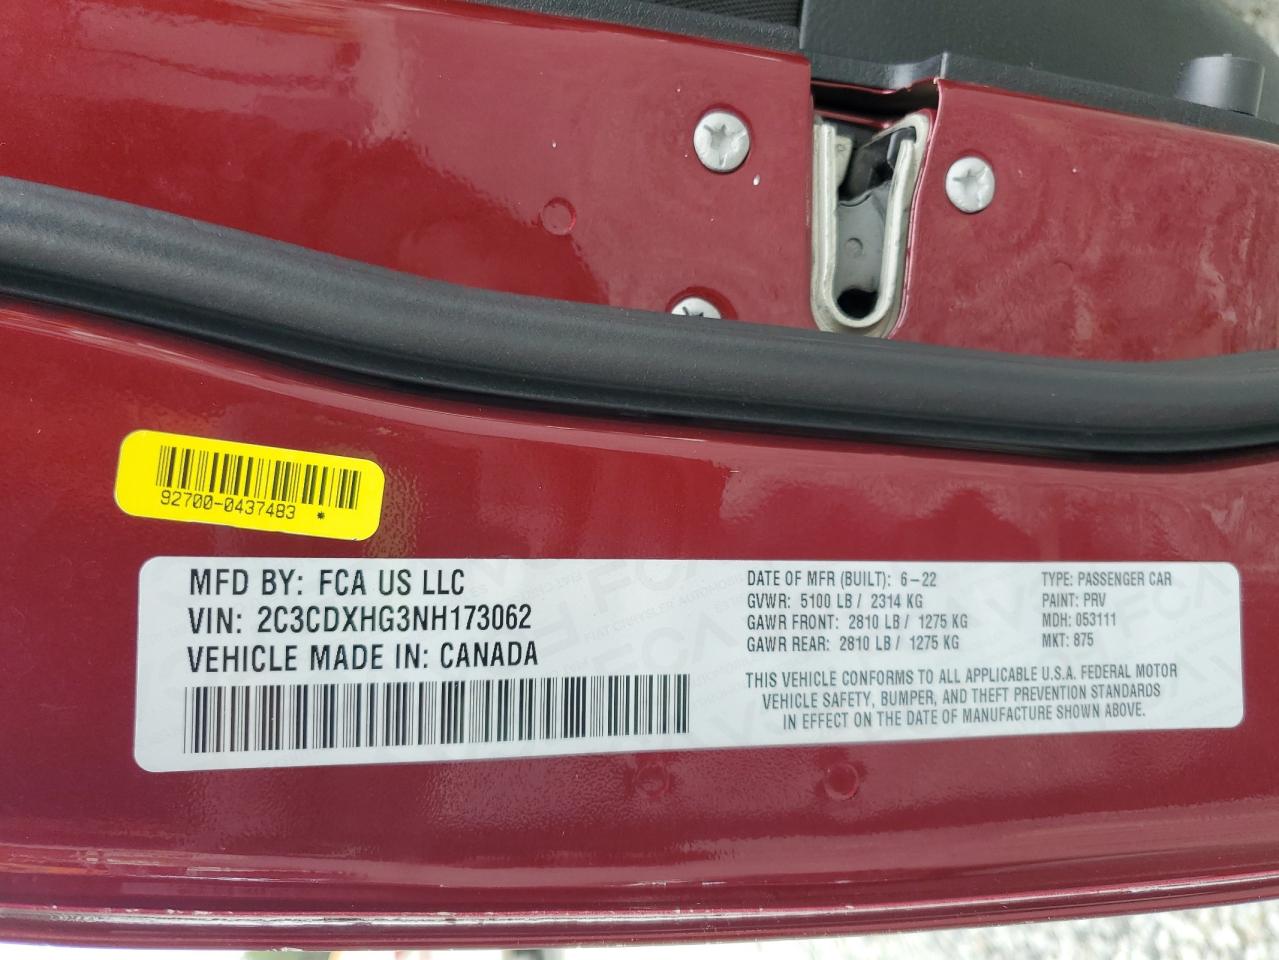 92700-0437483 *
MFD BY: FCA US LLC
VIN: 2C3CDXHG3NH173062
VEHICLE MADE IN: CANADA
DATE OF MFR (BUILT): 6-22
GVWR: 5100 LB / 2314 KG
GAWR FRONT: 2810 LB / 1275 KG
GAWR REAR: 2810 LB / 1275 KG
TYPE: PASSENGER CAR
PAINT: PRV
MDH: 053111
MKT: 875
THIS VEHICLE CONFORMS TO ALL APPLICABLE U.S.A. FEDERAL MOTOR
VEHICLE SAFETY, BUMPER, AND THEFT PREVENTION STANDARDS
IN EFFECT ON THE DATE OF MANUFACTURE SHOWN ABOVE.